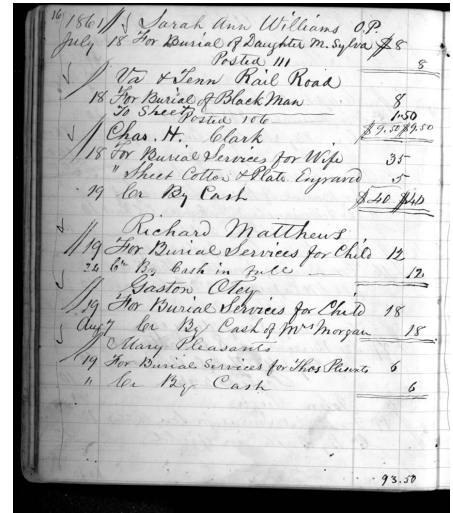 16 1861 Sarah Ann Williams O.P.
July 18 For Burial of Daughter M. Sylva $8
Posted 111 8
Va & Tenn Rail Road
18 For Burial of Black Man 8
To Sheet 1.50
Posted 106 $9.50 $9.50
Chas. H. Clark
18 For Burial Services for Wife 35
" Sheet Cotton & Plate Engraved 5
19 Cr By Cash $40 $40
Richard Matthews
19 For Burial Services for Child 12
24 Cr By Cash in full 12
Gaston Otey
19 For Burial Services for Child 18
Aug 7 Cr By Cash of Mrs Morgan 18
Mary Pleasants
19 For Burial Services for Thos Plesnts 6
" Cr By Cash 6
93.50